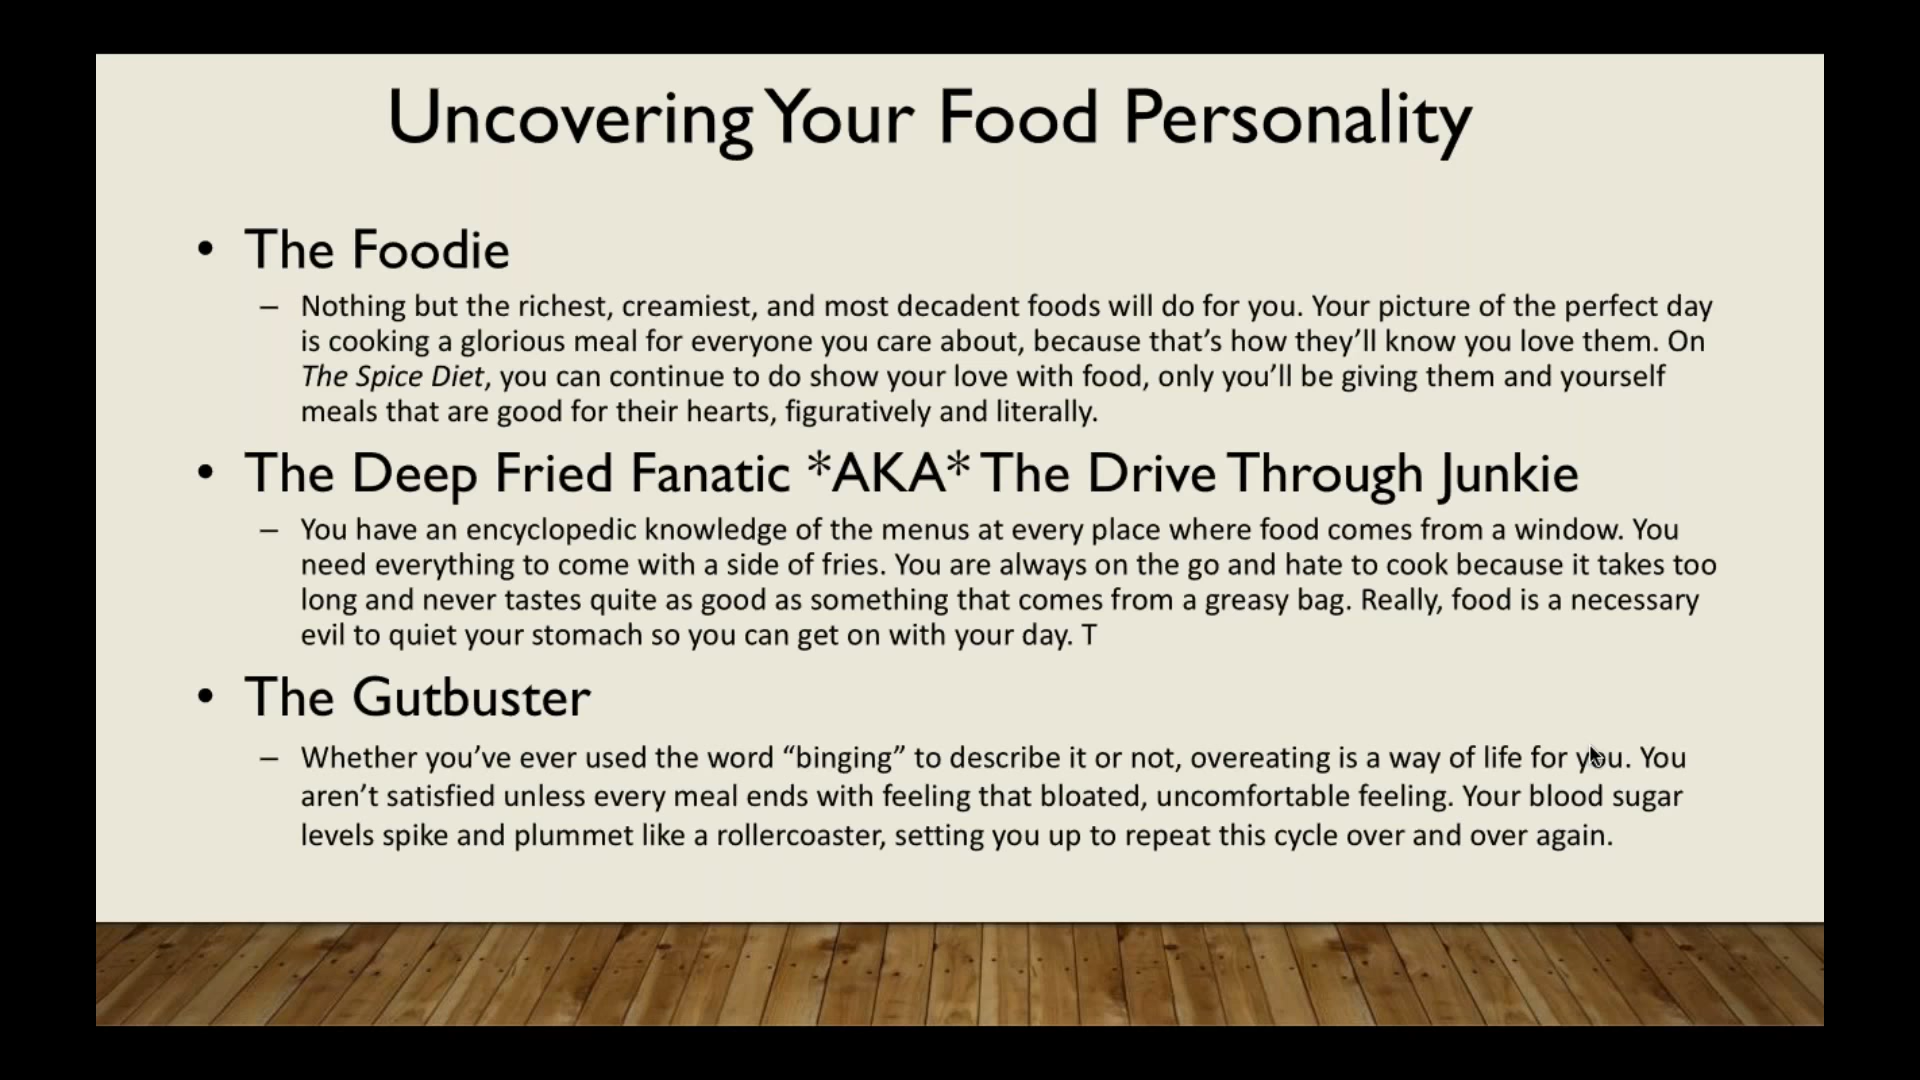 Uncovering Your Food Personality
• The Foodie
– Nothing but the richest, creamiest, and most decadent foods will do for you. Your picture of the perfect day
is cooking a glorious meal for everyone you care about, because that’s how they’ll know you love them. On
The Spice Diet, you can continue to do show your love with food, only you’ll be giving them and yourself
meals that are good for their hearts, figuratively and literally.
• The Deep Fried Fanatic *AKA* The Drive Through Junkie
– You have an encyclopedic knowledge of the menus at every place where food comes from a window. You
need everything to come with a side of fries. You are always on the go and hate to cook because it takes too
long and never tastes quite as good as something that comes from a greasy bag. Really, food is a necessary
evil to quiet your stomach so you can get on with your day. T
• The Gutbuster
– Whether you’ve ever used the word “binging” to describe it or not, overeating is a way of life for you. You
aren’t satisfied unless every meal ends with feeling that bloated, uncomfortable feeling. Your blood sugar
levels spike and plummet like a rollercoaster, setting you up to repeat this cycle over and over again.